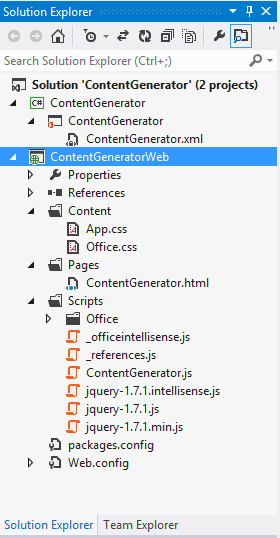 Solution Explorer
Search Solution Explorer (Ctrl+;)
Solution 'ContentGenerator' (2 projects)
C# ContentGenerator
ContentGenerator
ContentGenerator.xml
ContentGeneratorWeb
Properties
References
Content
App.css
Office.css
Pages
ContentGenerator.html
Scripts
Office
_officeintellisense.js
_references.js
ContentGenerator.js
jquery-1.7.1.intellisense.js
jquery-1.7.1.js
jquery-1.7.1.min.js
packages.config
Web.config
Solution Explorer Team Explorer